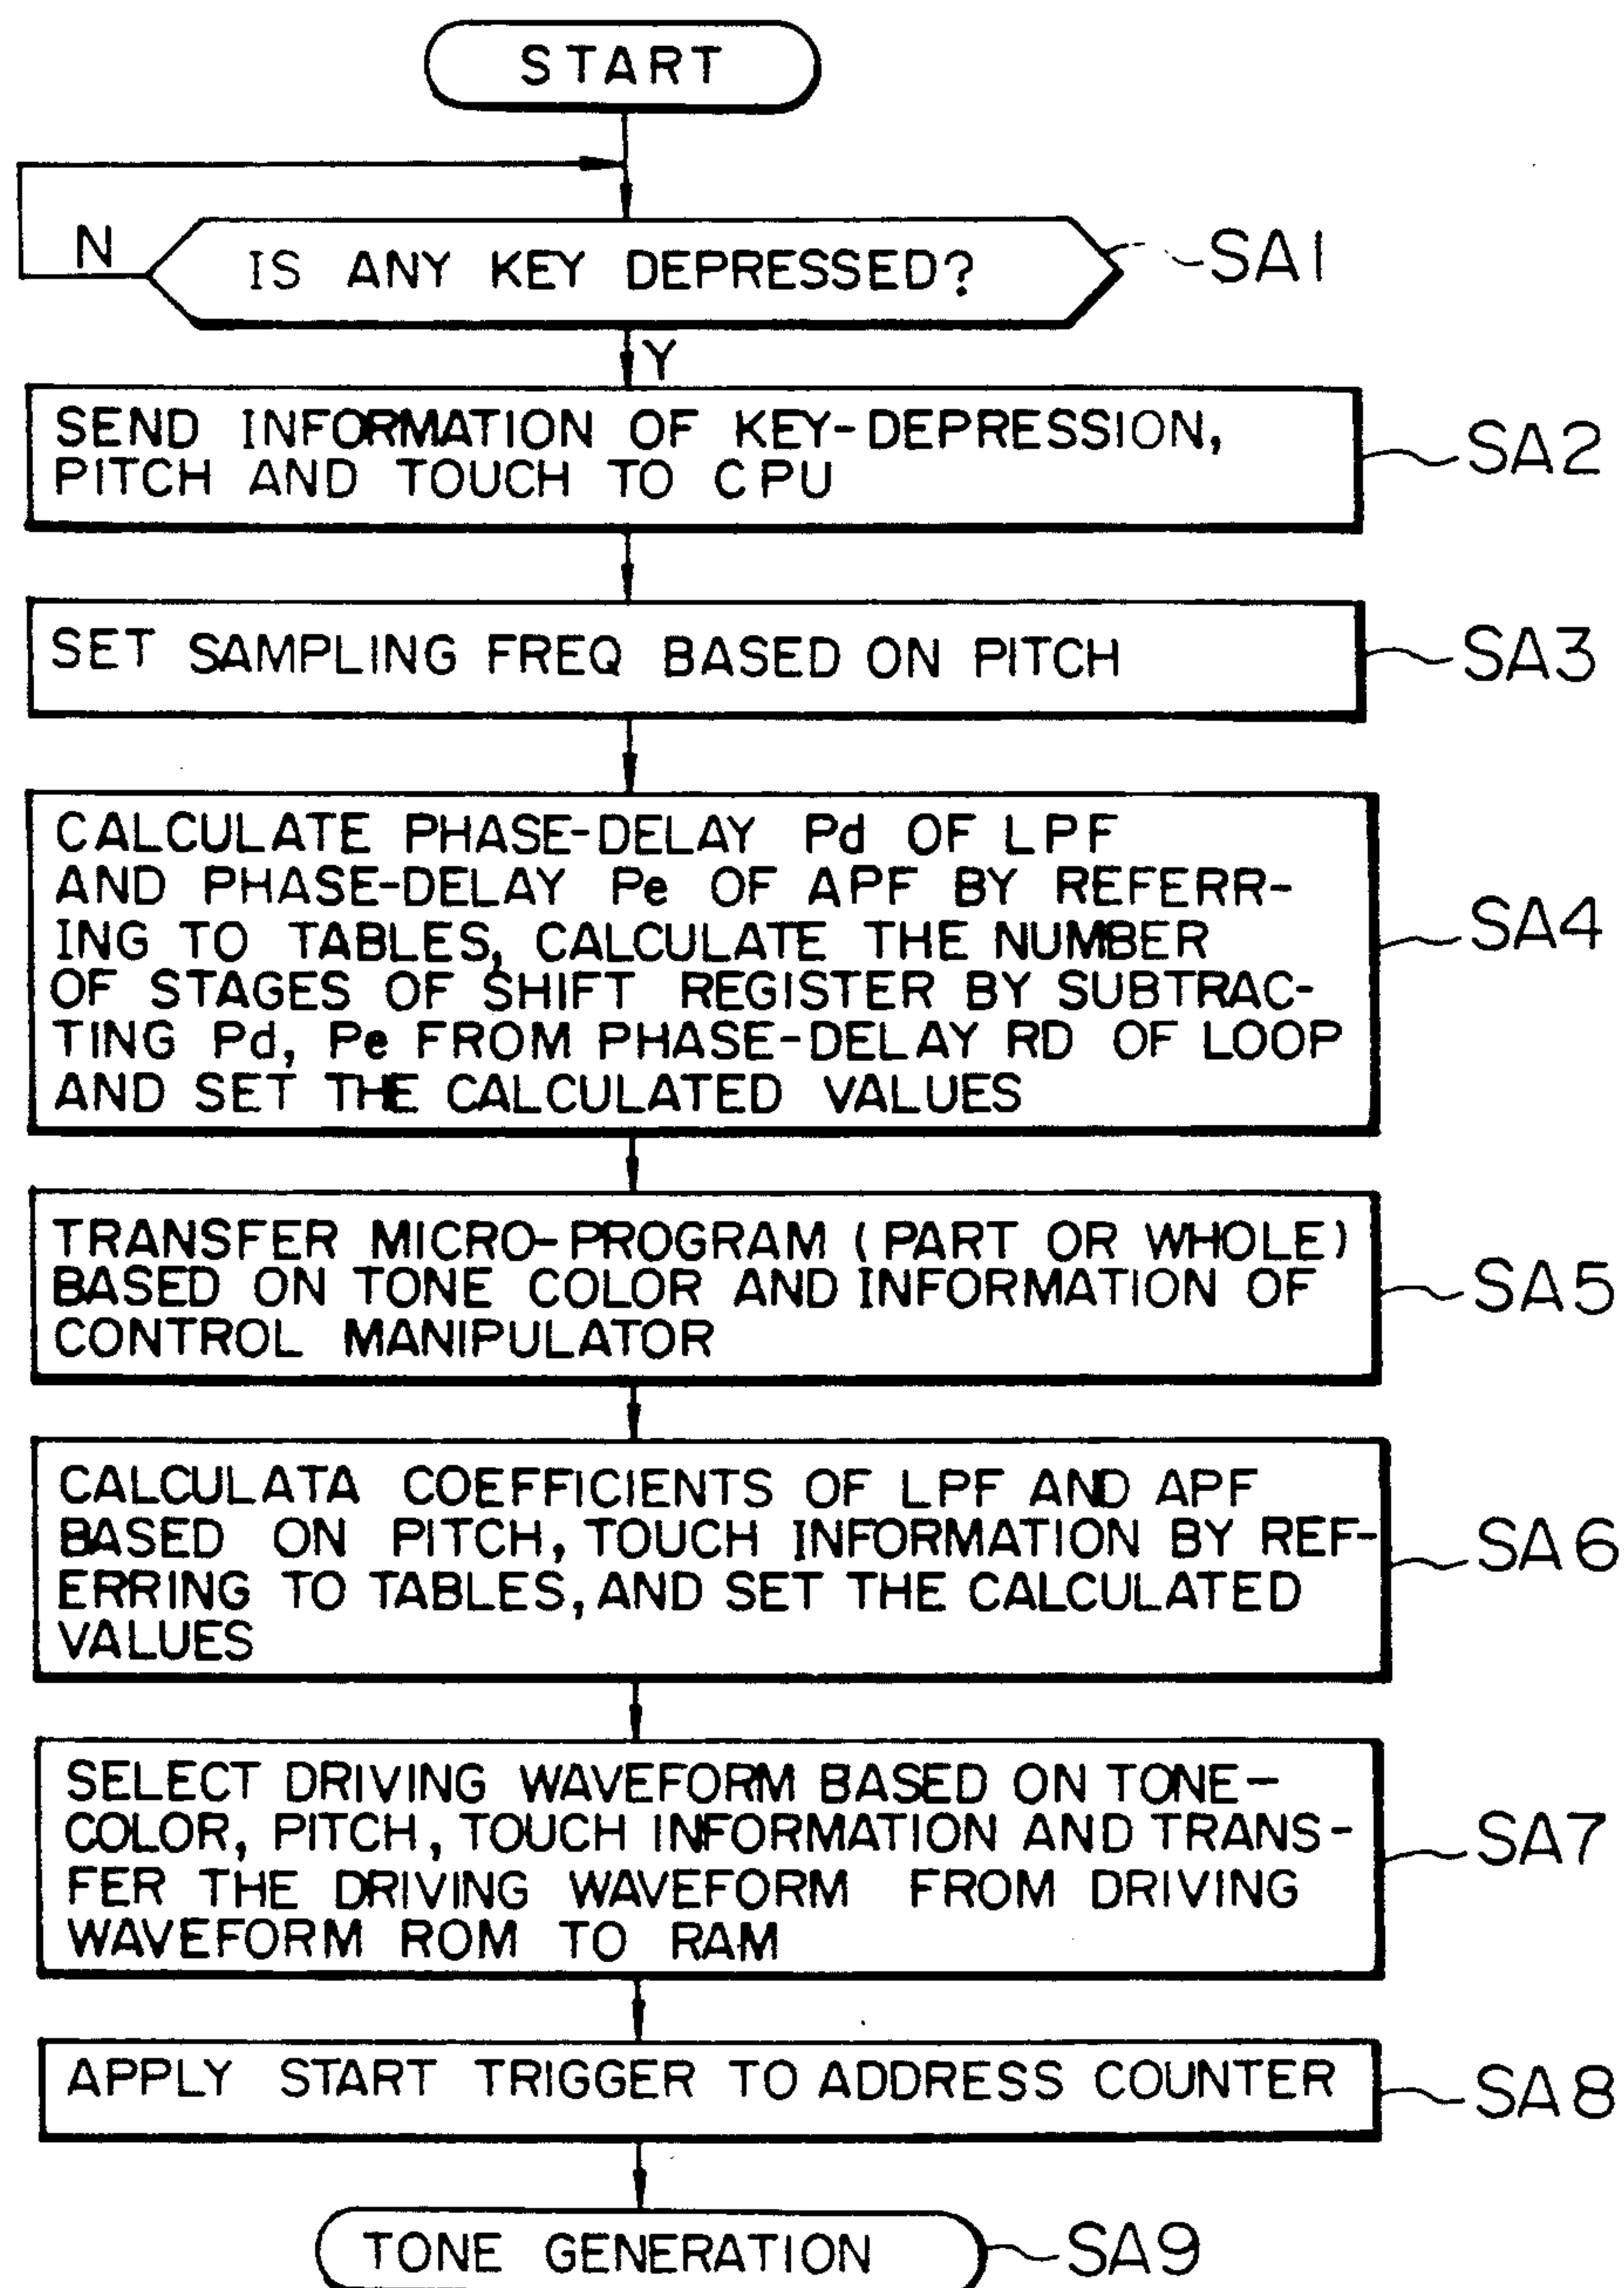 START
N
IS ANY KEY DEPRESSED?
SA1
Y
SEND INFORMATION OF KEY-DEPRESSION,
PITCH AND TOUCH TO CPU
SA2
SET SAMPLING FREQ BASED ON PITCH
SA3
CALCULATE PHASE-DELAY Pd OF LPF
AND PHASE-DELAY Pe OF APF BY REFERR-
ING TO TABLES, CALCULATE THE NUMBER
OF STAGES OF SHIFT REGISTER BY SUBTRAC-
TING Pd, Pe FROM PHASE-DELAY RD OF LOOP
AND SET THE CALCULATED VALUES
SA4
TRANSFER MICRO-PROGRAM (PART OR WHOLE)
BASED ON TONE COLOR AND INFORMATION OF
CONTROL MANIPULATOR
SA5
CALCULATA COEFFICIENTS OF LPF AND APF
BASED ON PITCH, TOUCH INFORMATION BY REF-
ERRING TO TABLES, AND SET THE CALCULATED
VALUES
SA6
SELECT DRIVING WAVEFORM BASED ON TONE-
COLOR, PITCH, TOUCH INFORMATION AND TRANS-
FER THE DRIVING WAVEFORM FROM DRIVING
WAVEFORM ROM TO RAM
SA7
APPLY START TRIGGER TO ADDRESS COUNTER
SA8
TONE GENERATION
SA9